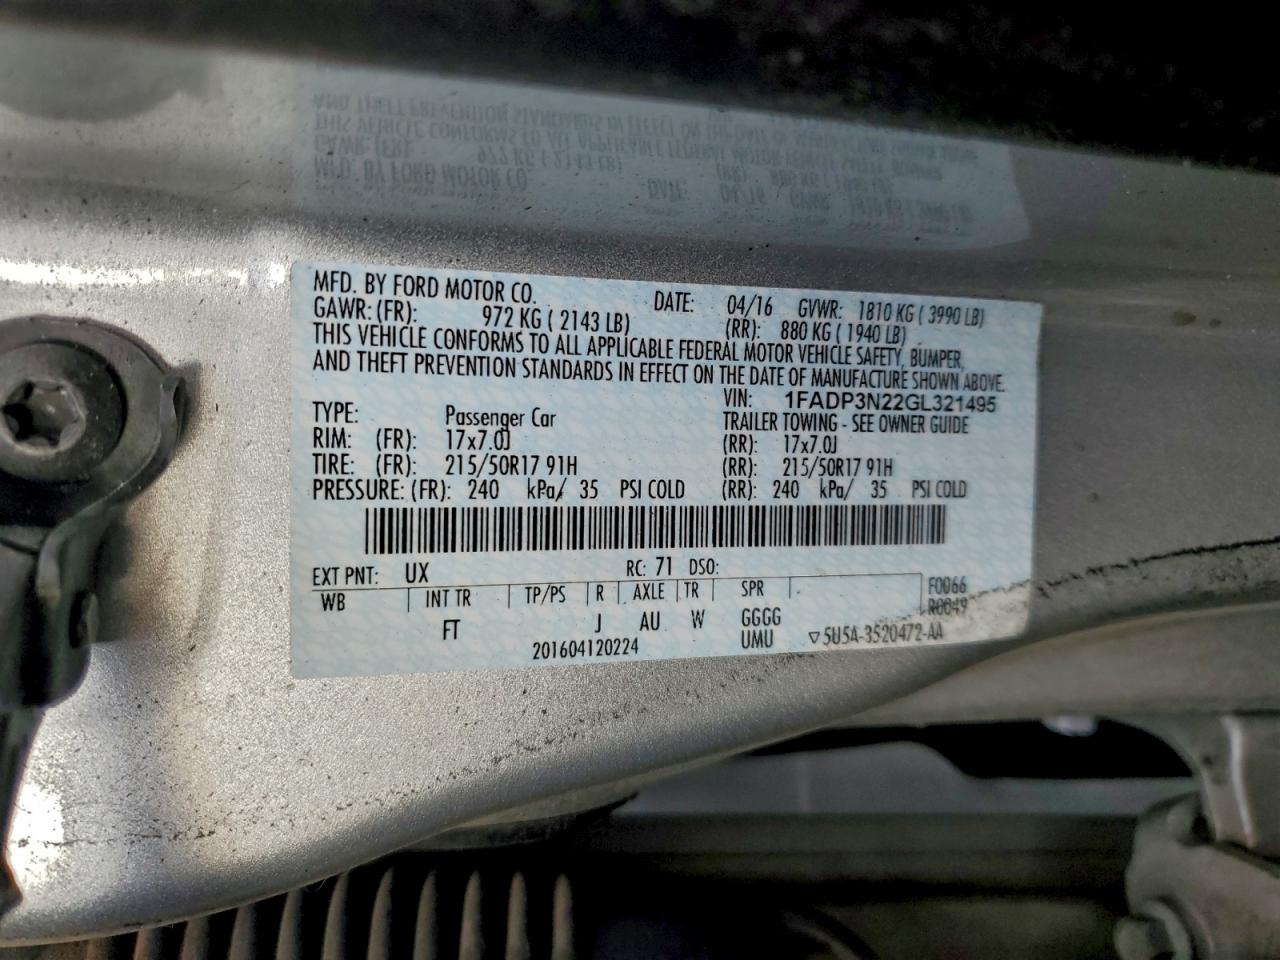 MFD. BY FORD MOTOR CO. DATE: 04/16 GVWR: 1810 KG ( 3990 LB)
GAWR: (FR): 972 KG ( 2143 LB) (RR): 880 KG ( 1940 LB)
THIS VEHICLE CONFORMS TO ALL APPLICABLE FEDERAL MOTOR VEHICLE SAFETY, BUMPER,
AND THEFT PREVENTION STANDARDS IN EFFECT ON THE DATE OF MANUFACTURE SHOWN ABOVE.
VIN: 1FADP3N22GL321495
TYPE: Passenger Car TRAILER TOWING - SEE OWNER GUIDE
RIM: (FR): 17x7.0J (RR): 17x7.0J
TIRE: (FR): 215/50R17 91H (RR): 215/50R17 91H
PRESSURE: (FR): 240 kPa/ 35 PSI COLD (RR): 240 kPa/ 35 PSI COLD
EXT PNT: UX RC: 71 DSO:
WB INT TR TP/PS R AXLE TR SPR F0066
R0049
FT J AU W GGGG
UMU ▽5U5A-3520472-AA
201604120224